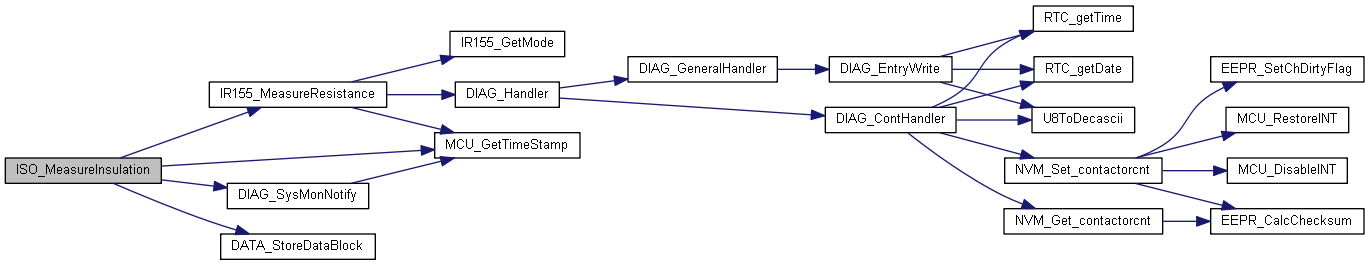 ISO_MeasureInsulation
IR155_MeasureResistance
DIAG_SysMonNotify
DATA_StoreDataBlock
IR155_GetMode
DIAG_Handler
MCU_GetTimeStamp
DIAG_GeneralHandler
DIAG_EntryWrite
DIAG_ContHandler
RTC_getTime
RTC_getDate
U8ToDecascii
NVM_Set_contactorcnt
NVM_Get_contactorcnt
EEPR_SetChDirtyFlag
MCU_RestoreINT
MCU_DisableINT
EEPR_CalcChecksum